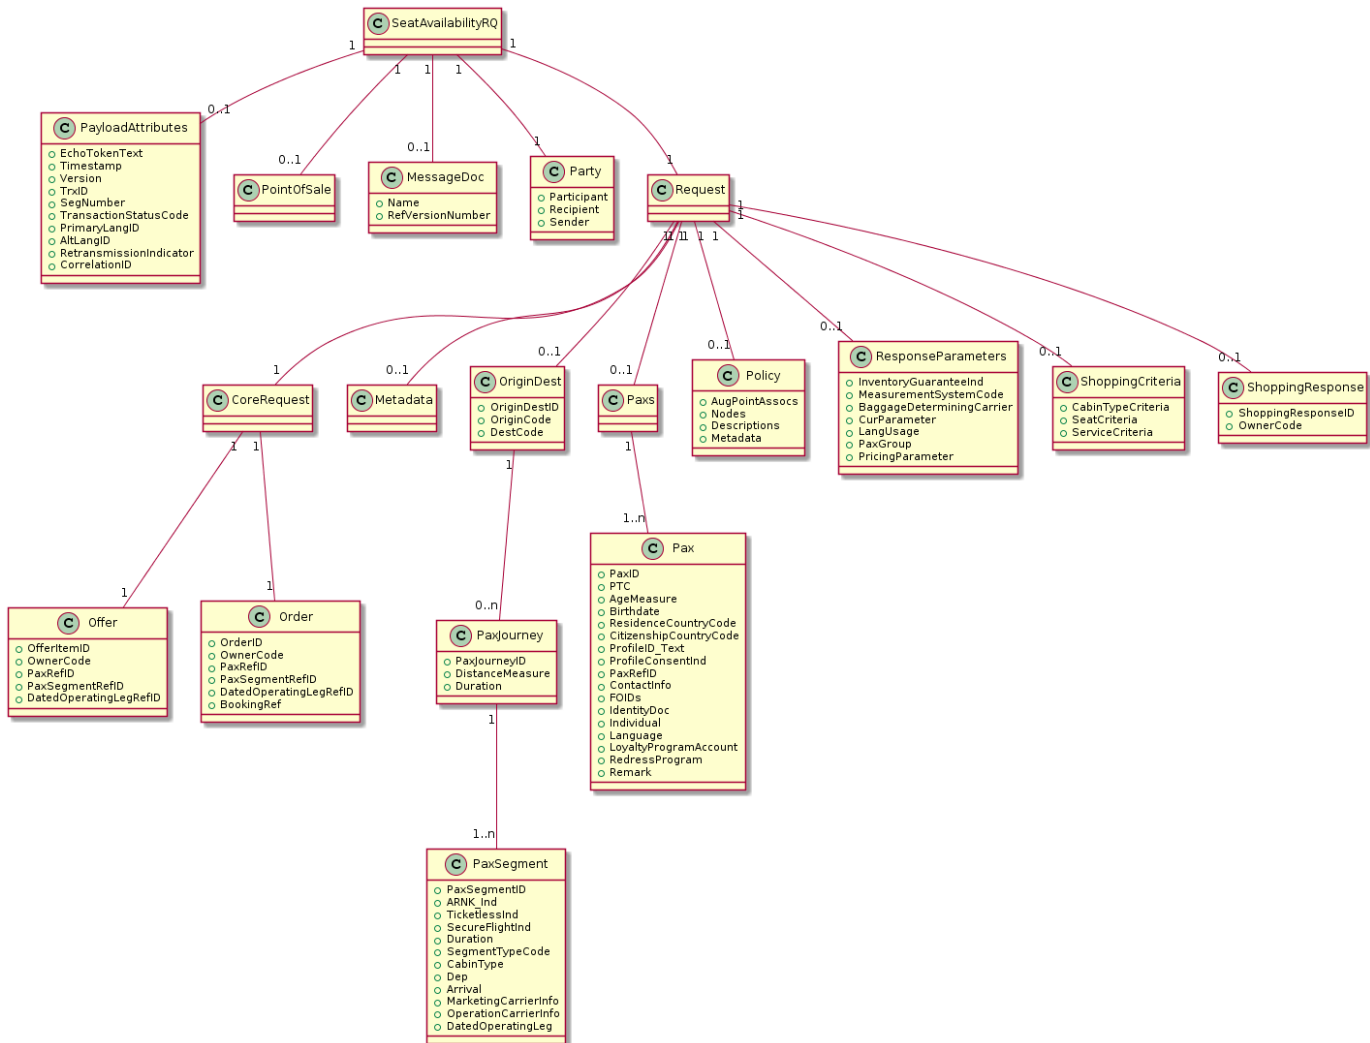 C SeatAvailabilityRQ
1
1
1
1
1
0..1
0..1
0..1
1
1
C PayloadAttributes
EchoTokenText
Timestamp
Version
TrxID
SegNumber
TransactionStatusCode
PrimaryLangID
AltLangID
RetransmissionIndicator
CorrelationID
C PointOfSale
C MessageDoc
Name
RefVersionNumber
C Party
Participant
Recipient
Sender
C Request
1
1
1
1
1
1
1
1
1
0..1
0..1
0..1
0..1
0..1
0..1
0..1
C CoreRequest
C Metadata
C OriginDest
OriginDestID
OriginCode
DestCode
C Paxs
C Policy
AugPointAssocs
Nodes
Descriptions
Metadata
C ResponseParameters
InventoryGuaranteeInd
MeasurementSystemCode
BaggageDeterminingCarrier
CurParameter
LangUsage
PaxGroup
PricingParameter
C ShoppingCriteria
CabinTypeCriteria
SeatCriteria
ServiceCriteria
C ShoppingResponse
ShoppingResponseID
OwnerCode
1
1
1
1
1
1
0..n
1..n
C Offer
OfferItemID
OwnerCode
PaxRefID
PaxSegmentRefID
DatedOperatingLegRefID
C Order
OrderID
OwnerCode
PaxRefID
PaxSegmentRefID
DatedOperatingLegRefID
BookingRef
C PaxJourney
PaxJourneyID
DistanceMeasure
Duration
C Pax
PaxID
PTC
AgeMeasure
Birthdate
ResidenceCountryCode
CitizenshipCountryCode
ProfileID_Text
ProfileConsentInd
PaxRefID
ContactInfo
FOIDs
IdentityDoc
Individual
Language
LoyaltyProgramAccount
RedressProgram
Remark
1
1..n
C PaxSegment
PaxSegmentID
ARNK_Ind
TicketlessInd
SecureFlightInd
Duration
SegmentTypeCode
CabinType
Dep
Arrival
MarketingCarrierInfo
OperationCarrierInfo
DatedOperatingLeg